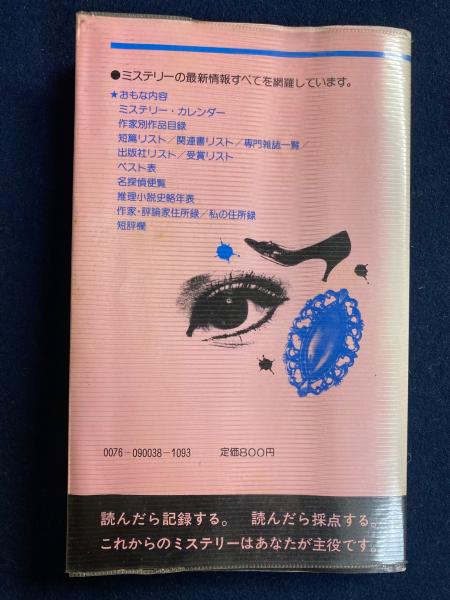 ●ミステリーの最新情報すべてを網羅しています。
★おもな内容
ミステリー・カレンダー
作家別作品目録
短篇リスト/関連書リスト/専門雑誌一覧/
出版社リスト/受賞リスト
ベスト表
名探偵便覧
推理小説史略年表
作家・評論家住所録/私の住所録
短評欄
0076-090038-1093 定価800円
読んだら記録する。 読んだら採点する。
これからのミステリーはあなたが主役です。